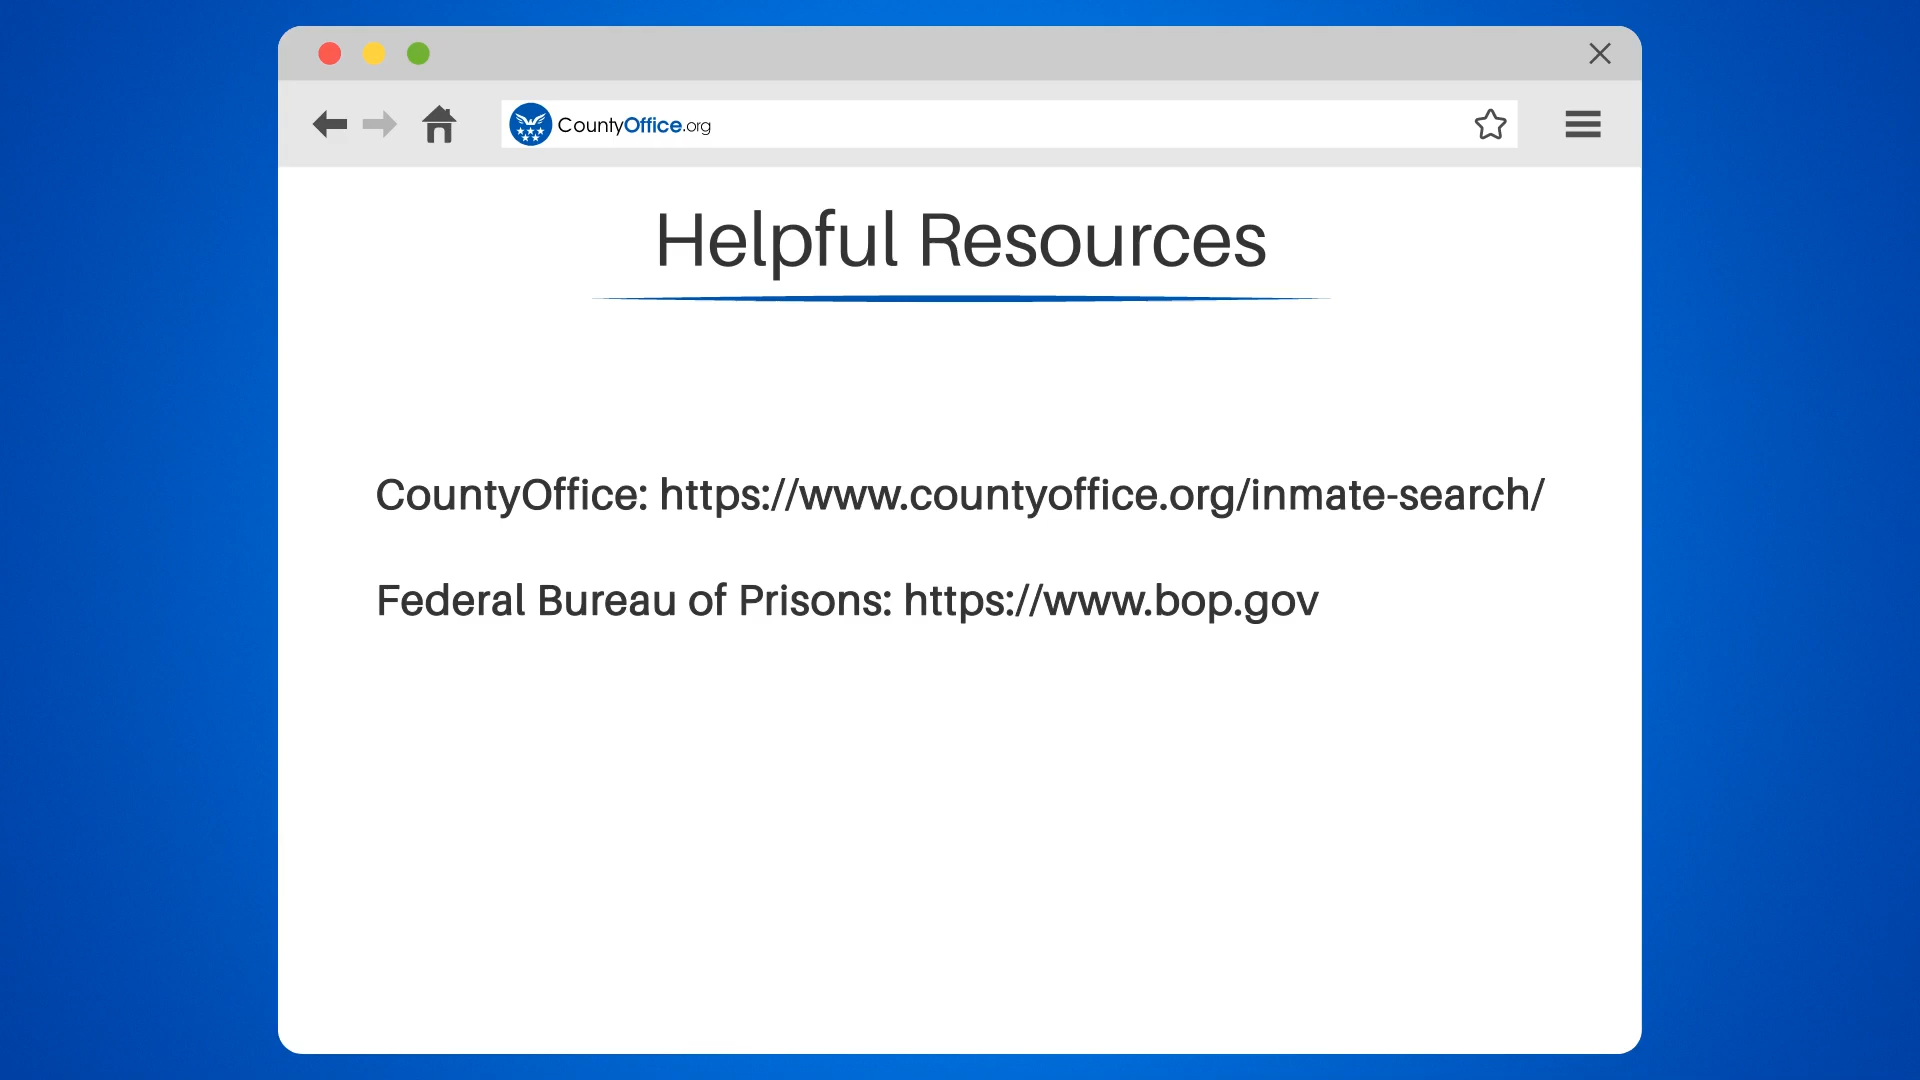 CountyOffice.org
Helpful Resources
CountyOffice: https://www.countyoffice.org/inmate-search/
Federal Bureau of Prisons: https://www.bop.gov